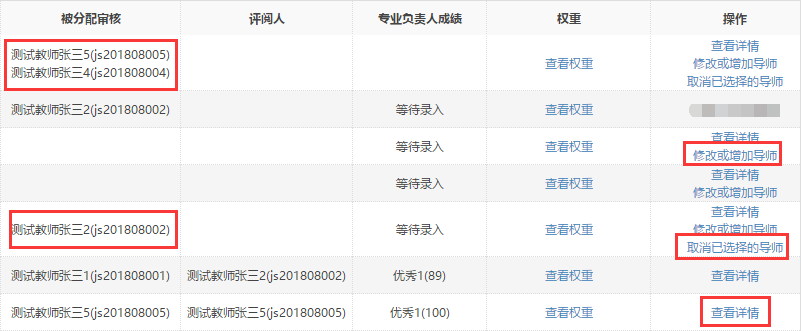 被分配审核 评阅人 专业负责人成绩 权重 操作
测试教师张三5(js201808005)
测试教师张三4(js201808004)
查看权重
查看详情
修改或增加导师
取消已选择的导师
测试教师张三2(js201808002) 等待录入 查看权重
等待录入 查看权重
查看详情
修改或增加导师
查看权重
等待录入
查看详情
修改或增加导师
测试教师张三2(js201808002) 等待录入 查看权重
查看详情
修改或增加导师
取消已选择的导师
测试教师张三1(js201808001) 测试教师张三2(js201808002) 优秀1(89) 查看权重 查看详情
测试教师张三5(js201808005) 测试教师张三5(js201808005) 优秀1(100) 查看权重 查看详情